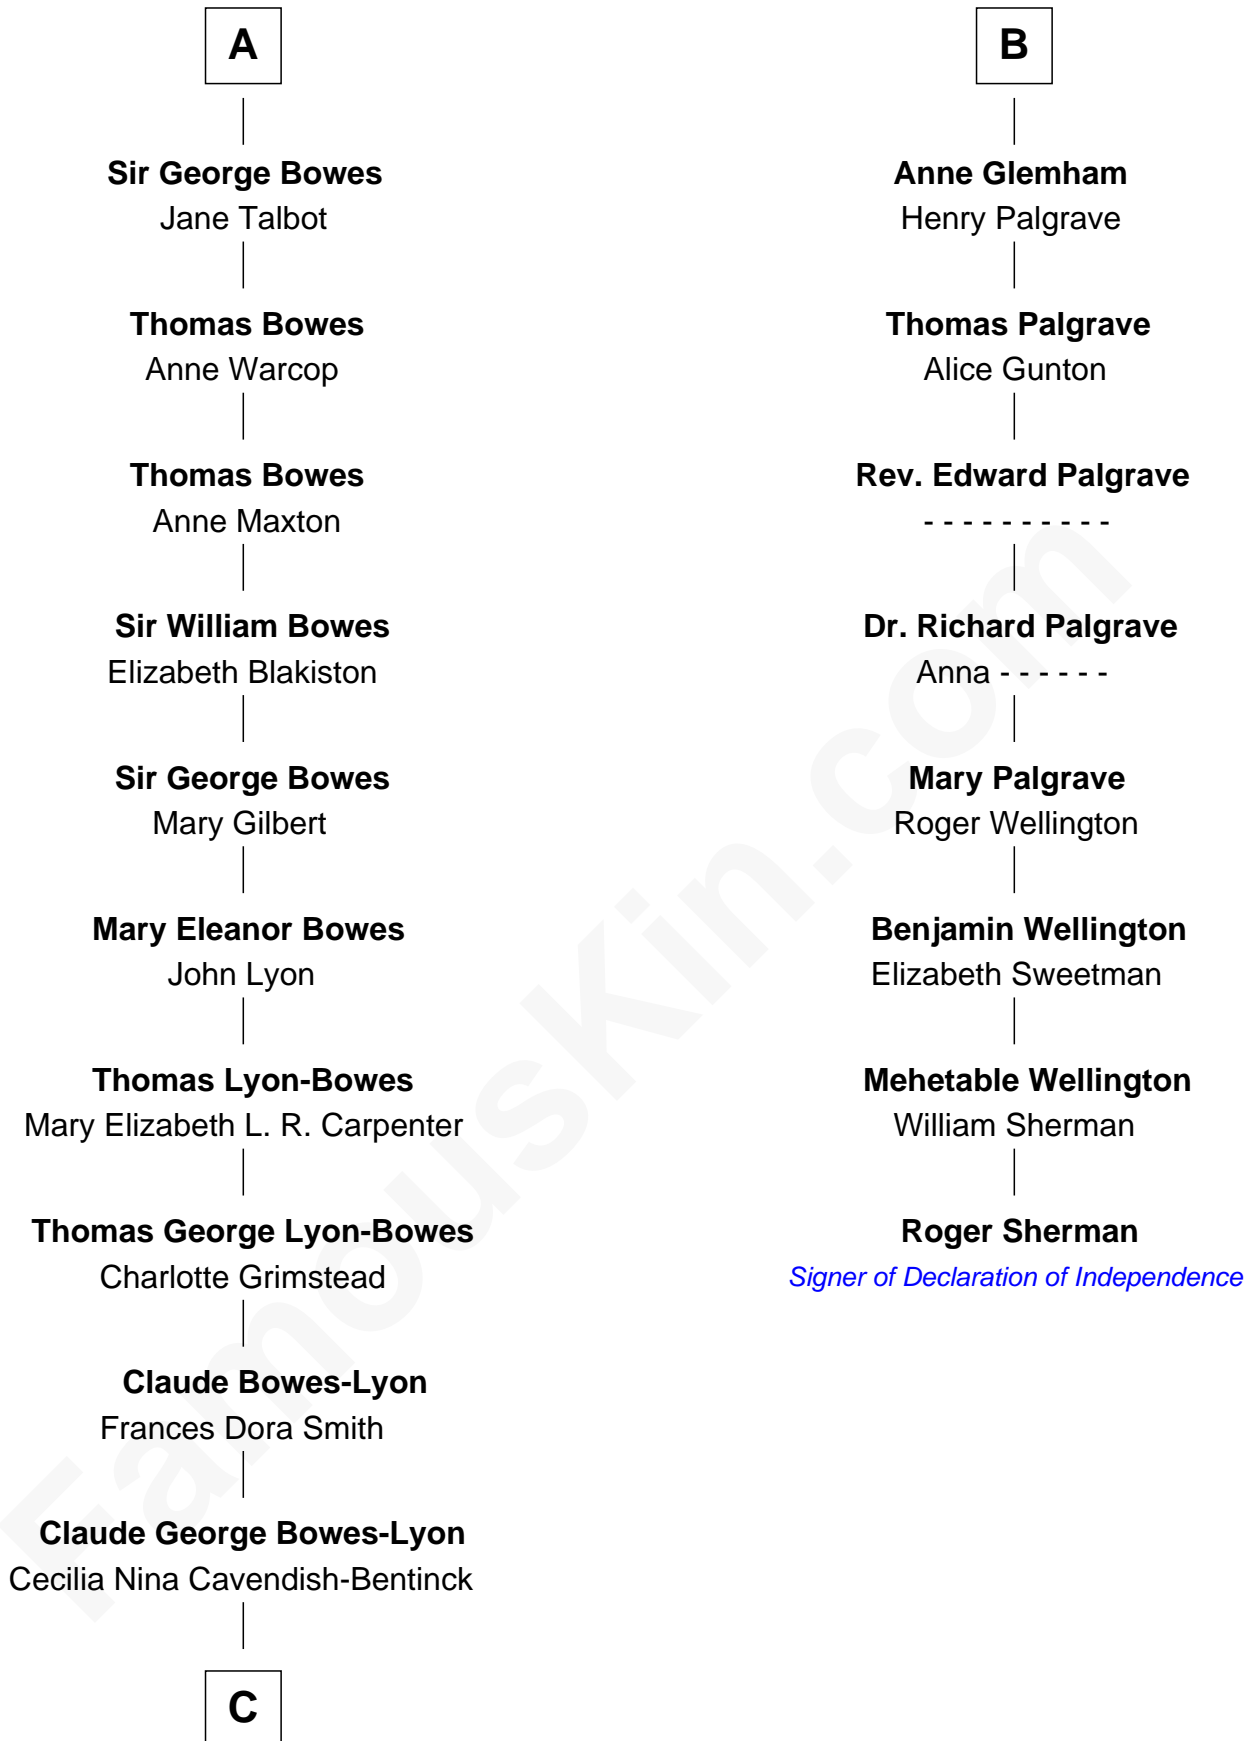 A
Sir George Bowes
Jane Talbot
Thomas Bowes
Anne Warcop
Thomas Bowes
Anne Maxton
Sir William Bowes
Elizabeth Blakiston
Sir George Bowes
Mary Gilbert
Mary Eleanor Bowes
John Lyon
Thomas Lyon-Bowes
Mary Elizabeth L. R. Carpenter
Thomas George Lyon-Bowes
Charlotte Grimstead
Claude Bowes-Lyon
Frances Dora Smith
Claude George Bowes-Lyon
Cecilia Nina Cavendish-Bentinck
C
B
Anne Glemham
Henry Palgrave
Thomas Palgrave
Alice Gunton
Rev. Edward Palgrave
- - - - - - - - - -
Dr. Richard Palgrave
Anna - - - - - -
Mary Palgrave
Roger Wellington
Benjamin Wellington
Elizabeth Sweetman
Mehetable Wellington
William Sherman
Roger Sherman
Signer of Declaration of Independence
FamousKin.com